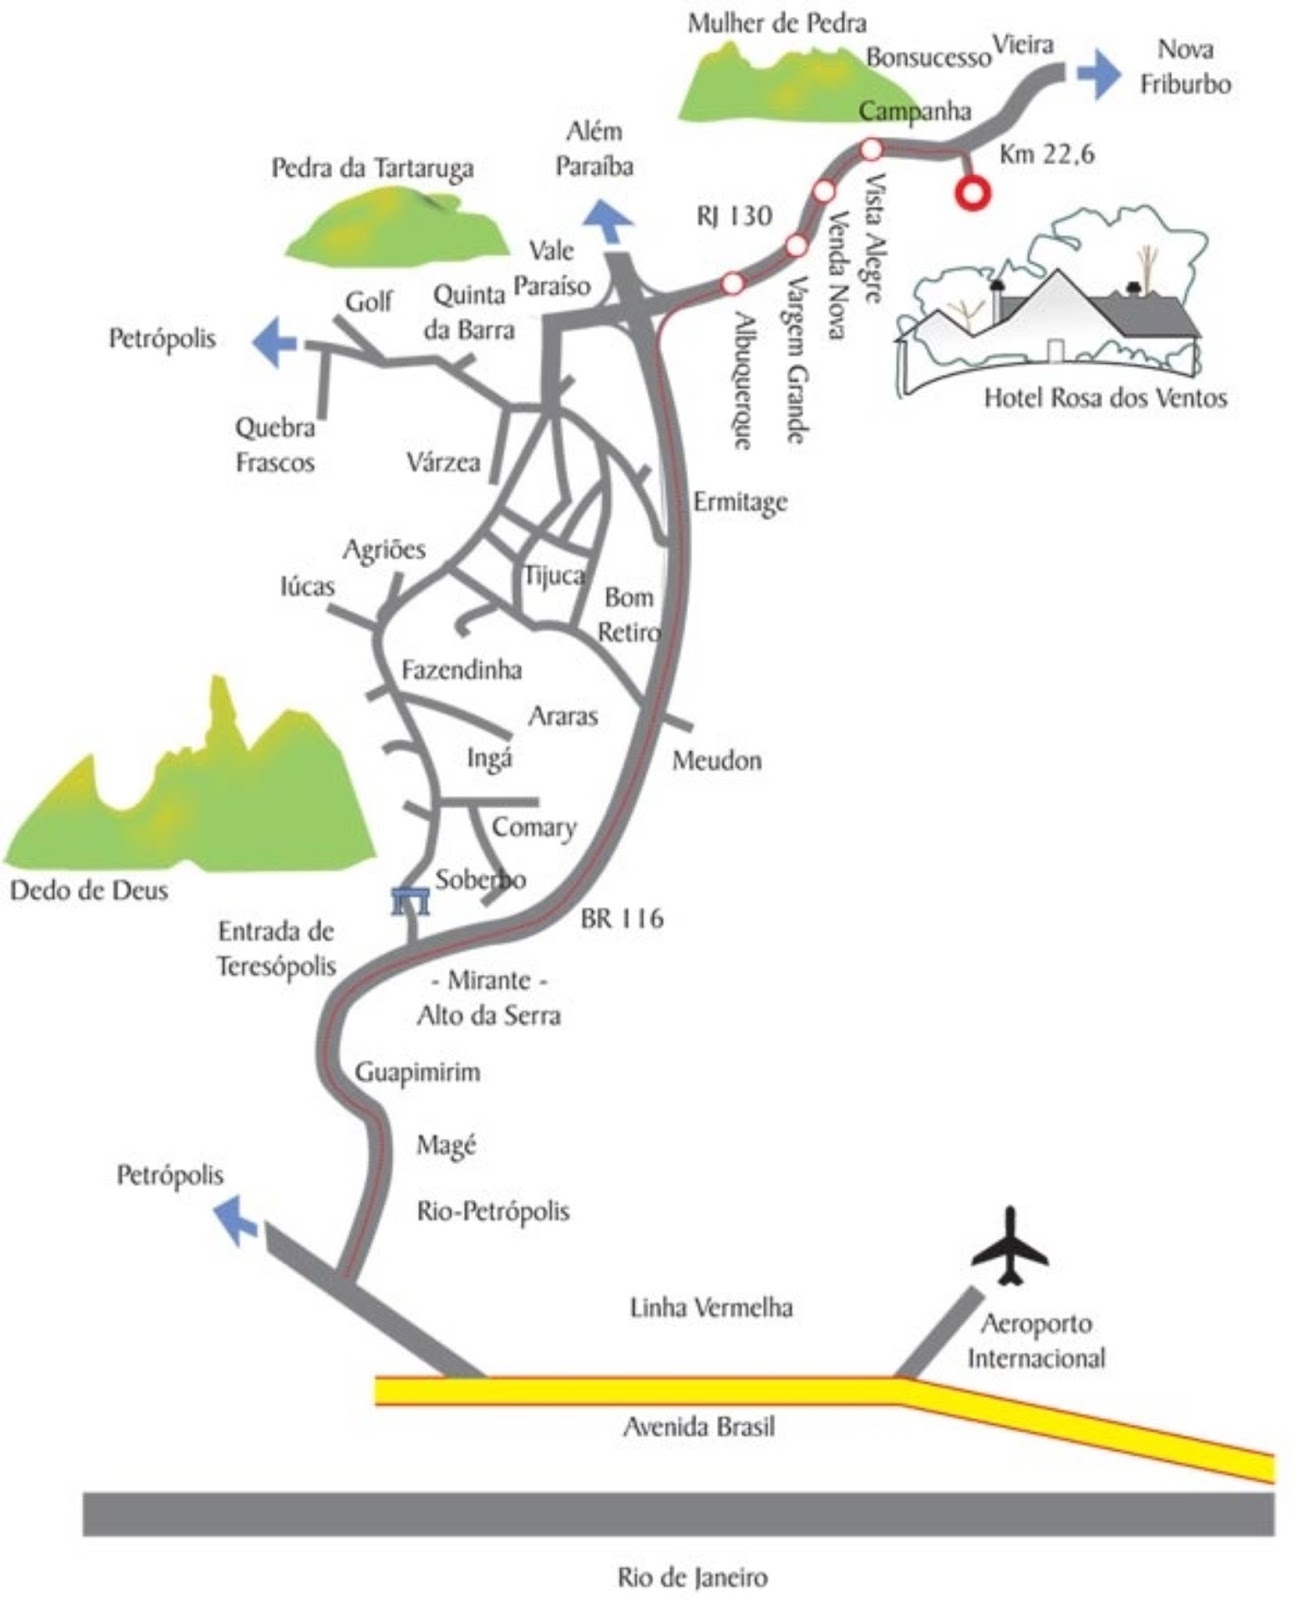 Mulher de Pedra
Bonsucesso
Vieira
Nova
Friburbo
Campanha
Km 22,6
Além
Paraíba
Pedra da Tartaruga
RJ 130
Vista Alegre
Venda Nova
Vargem Grande
Albuquerque
Vale
Paraíso
Golf
Quinta
da Barra
Petrópolis
Hotel Rosa dos Ventos
Quebra
Frascos
Várzea
Ermitage
Agriões
Iúcas
Tijuca
Bom
Retiro
Fazendinha
Araras
Ingá
Meudon
Comary
Soberbo
Dedo de Deus
BR 116
Entrada de
Teresópolis
- Mirante -
Alto da Serra
Guapimirim
Magé
Petrópolis
Rio-Petrópolis
Linha Vermelha
Aeroporto
Internacional
Avenida Brasil
Rio de Janeiro